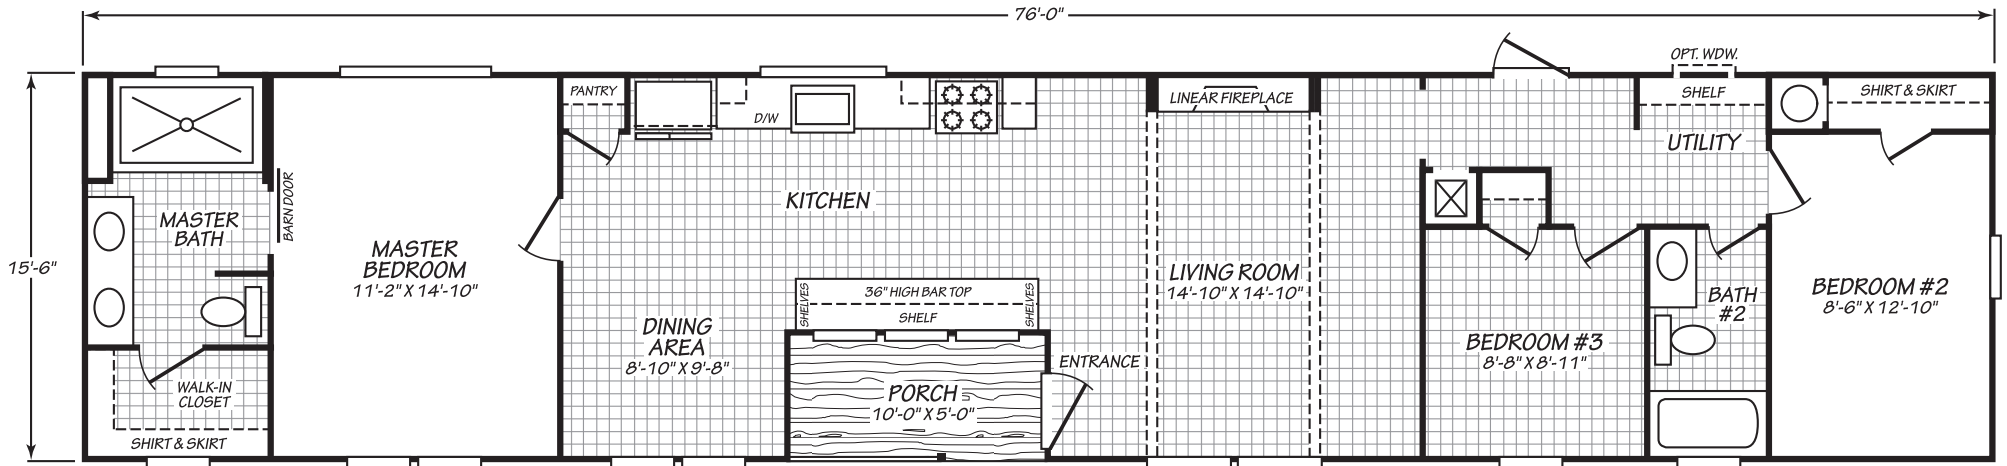 76'-0"
15'-6"
OPT. WDW.
PANTRY
D/W
LINEAR FIREPLACE
SHELF
SHIRT & SKIRT
UTILITY
KITCHEN
BARN DOOR
MASTER
BATH
MASTER
BEDROOM
11'-2" X 14'-10"
LIVING ROOM
14'-10" X 14'-10"
SHELVES
36" HIGH BAR TOP
SHELVES
SHELF
BATH
#2
BEDROOM #2
8'-6" X 12'-10"
DINING
AREA
8'-10" X 9'-8"
BEDROOM #3
8'-8" X 8'-11"
ENTRANCE
WALK-IN
CLOSET
PORCH
10'-0" X 5'-0"
SHIRT & SKIRT